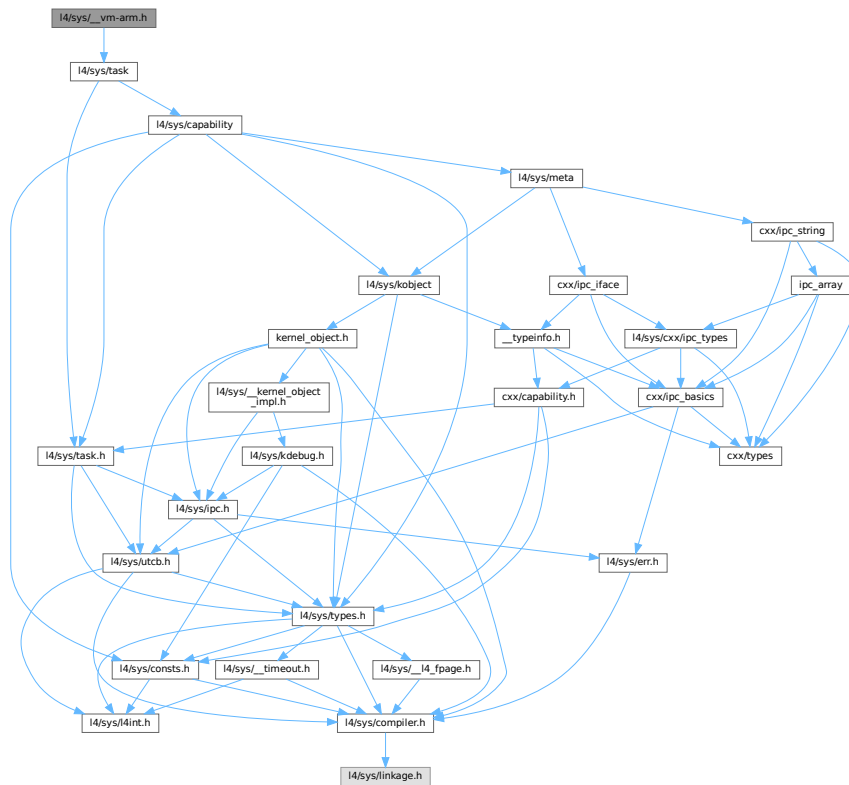 l4/sys/__vm-arm.h
l4/sys/task
l4/sys/capability
l4/sys/meta
cxx/ipc_string
l4/sys/kobject
cxx/ipc_iface
ipc_array
kernel_object.h
__typeinfo.h
l4/sys/cxx/ipc_types
l4/sys/__kernel_object
_impl.h
cxx/capability.h
cxx/ipc_basics
l4/sys/task.h
l4/sys/kdebug.h
cxx/types
l4/sys/ipc.h
l4/sys/utcb.h
l4/sys/err.h
l4/sys/types.h
l4/sys/consts.h
l4/sys/__timeout.h
l4/sys/__l4_fpage.h
l4/sys/l4int.h
l4/sys/compiler.h
l4/sys/linkage.h